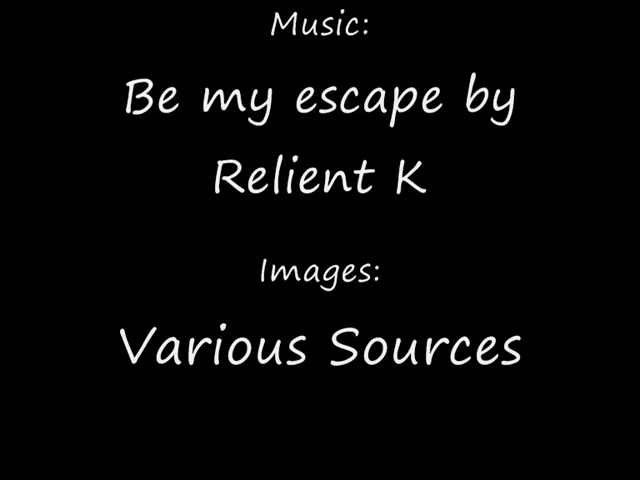 Music:
Be my escape by
Relient K
Images:
Various Sources